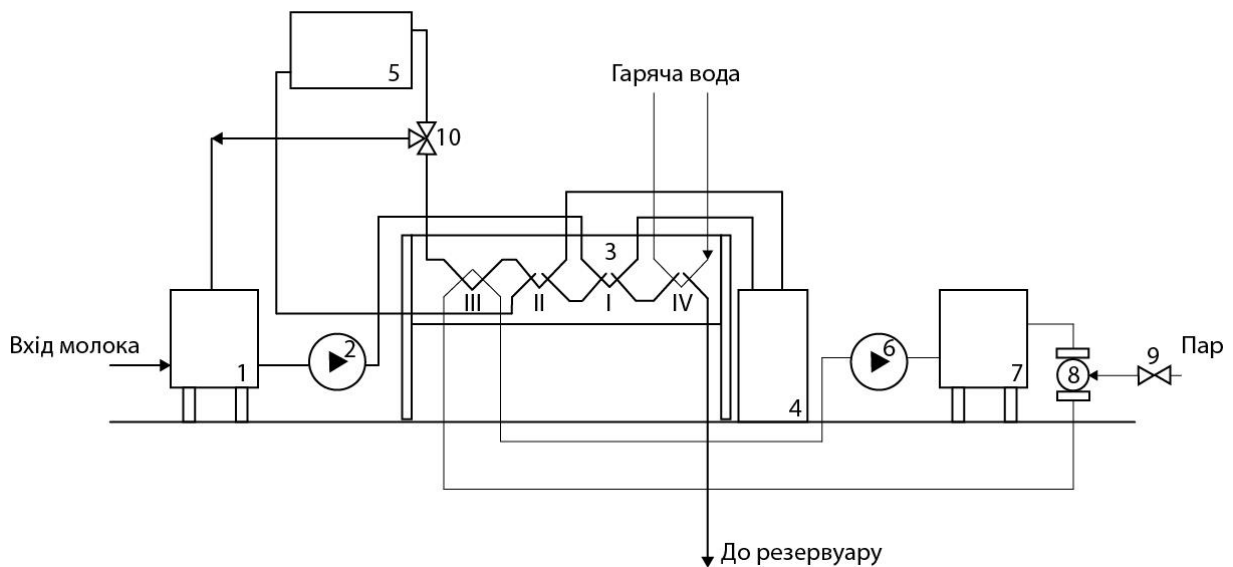 5
Гаряча вода
10
3
III
II
I
IV
Вхід молока
1
2
4
6
7
8
9
Пар
До резервуару